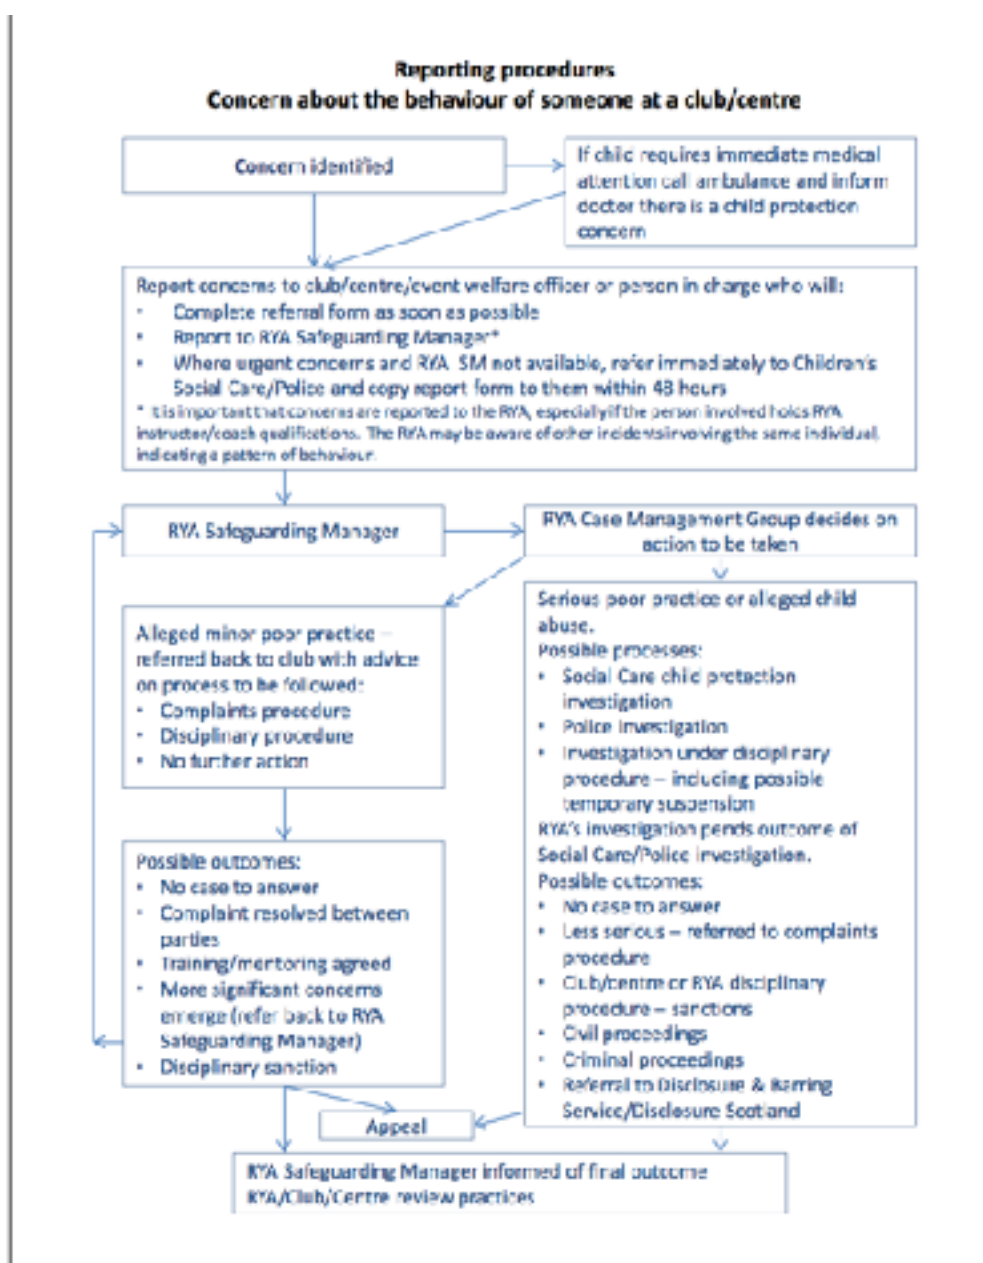 Reporting procedures
Concern about the behaviour of someone at a club/centre
Concern identified
If child requires immediate medical
attention call ambulance and inform
doctor there is a child protection
concern
Report concerns to club/centre/event welfare officer or person in charge who will:
• Complete referral form as soon as possible
• Report to RYA Safeguarding Manager*
• Where urgent concerns and RYA SM not available, refer immediately to Children's
Social Care/Police and copy report form to them within 48 hours
* It is important that concerns are reported to the RYA, especially if the person involved holds RYA
instructor/coach qualifications. The RYA may be aware of other incidents involving the same individual,
indicating a pattern of behaviour.
RYA Safeguarding Manager
RYA Case Management Group decides on
action to be taken
Alleged minor poor practice –
referred back to club with advice
on process to be followed:
• Complaints procedure
• Disciplinary procedure
• No further action
Possible outcomes:
• No case to answer
• Complaint resolved between
parties
• Training/mentoring agreed
• More significant concerns
emerge (refer back to RYA
Safeguarding Manager)
• Disciplinary sanction
Serious poor practice or alleged child
abuse.
Possible processes:
• Social Care child protection
investigation
• Police investigation
• Investigation under disciplinary
procedure – including possible
temporary suspension
RYA's investigation pends outcome of
Social Care/Police investigation.
Possible outcomes:
• No case to answer
• Less serious – referred to complaints
procedure
• Club/centre or RYA disciplinary
procedure – sanctions
• Civil proceedings
• Criminal proceedings
• Referral to Disclosure & Barring
Service/Disclosure Scotland
Appeal
RYA Safeguarding Manager informed of final outcome
RYA/Club/Centre review practices